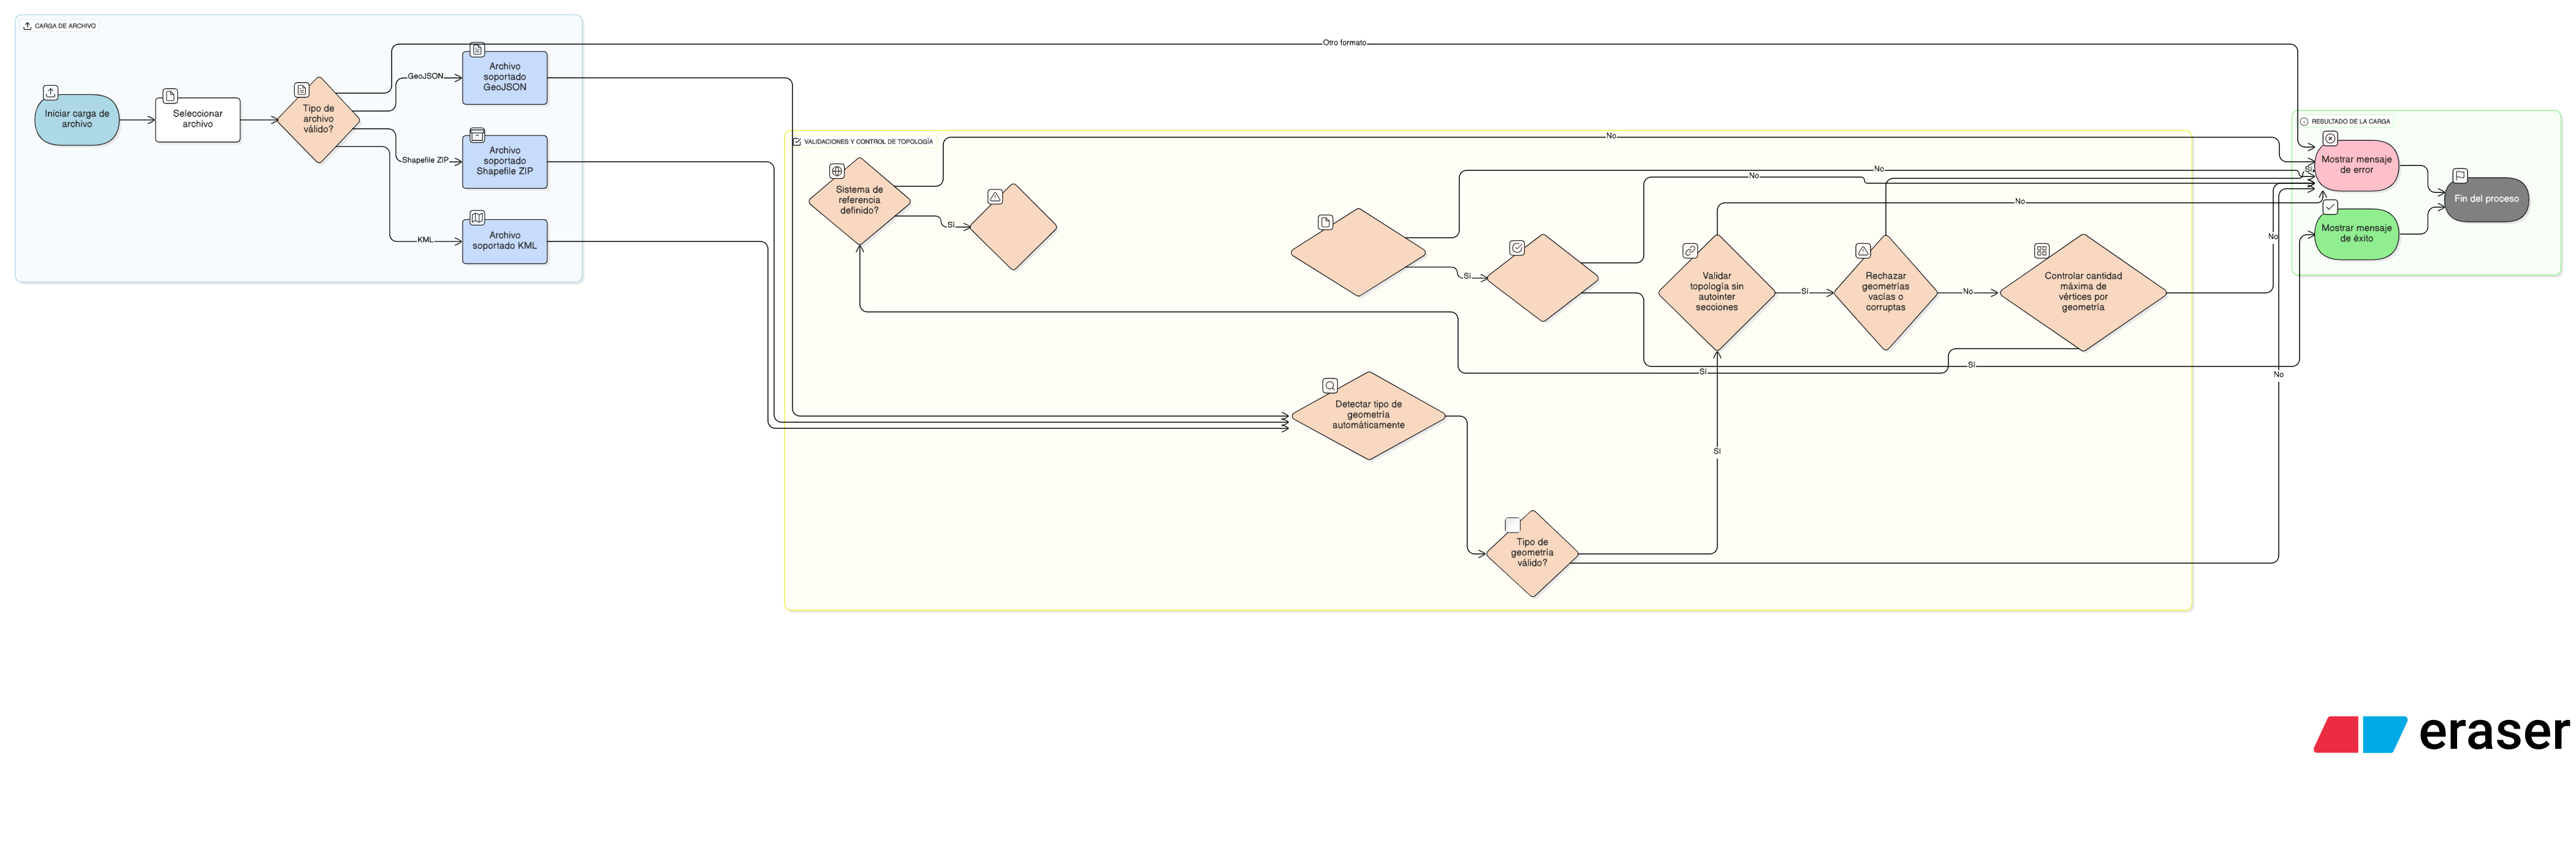 CARGA DE ARCHIVO
Iniciar carga de
archivo
Seleccionar
archivo
Tipo de
archivo
válido?
GeoJSON
Shapefile ZIP
KML
Archivo
soportado
GeoJSON
Archivo
soportado
Shapefile ZIP
Archivo
soportado KML
Otro formato
VALIDACIONES Y CONTROL DE TOPOLOGÍA
Sistema de
referencia
definido?
No
Sí
No
Sí
No
Validar
topología sin
autointer
secciones
No
Sí
Rechazar
geometrías
vacías o
corruptas
Sí
No
Controlar cantidad
máxima de
vértices por
geometría
No
Sí
Sí
Detectar tipo de
geometría
automáticamente
Tipo de
geometría
válido?
Sí
No
RESULTADO DE LA CARGA
Mostrar mensaje
de error
Mostrar mensaje
de éxito
Fin del proceso
eraser